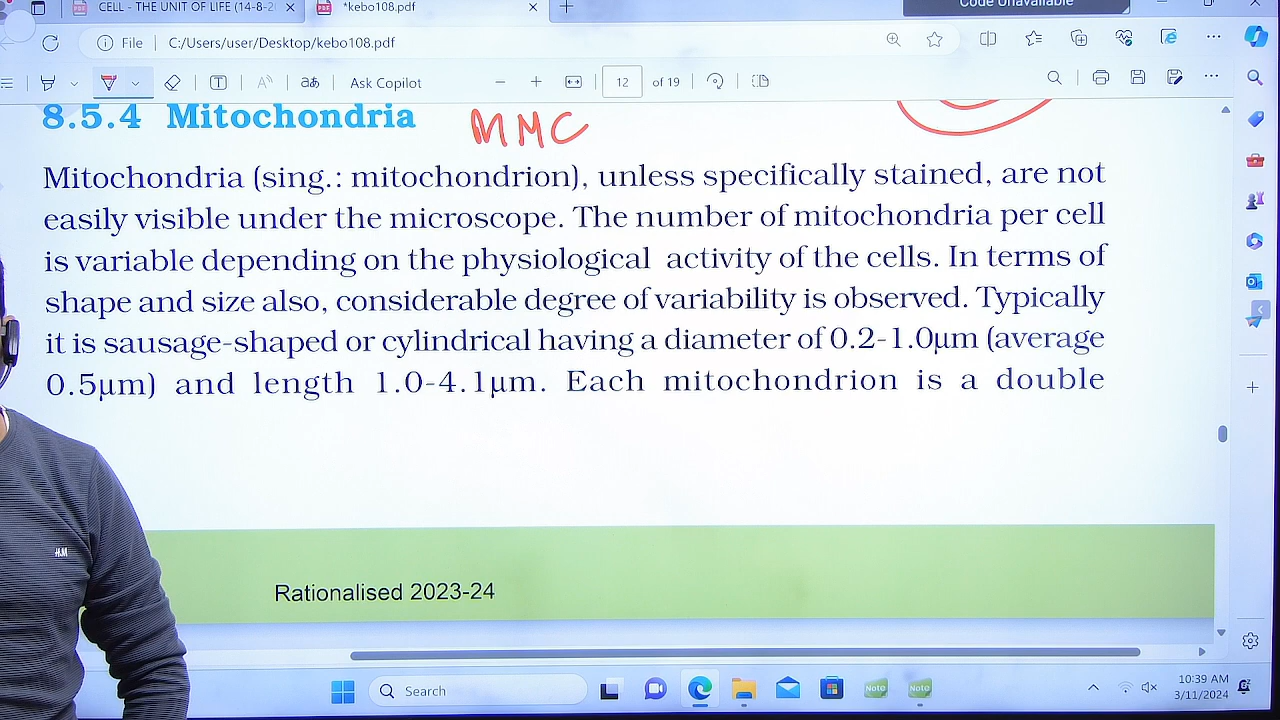 CELL - THE UNIT OF LIFE (14-8-2
*kebo108.pdf
Code Unavailable
File
C:/Users/user/Desktop/kebo108.pdf
Ask Copilot
12 of 19
8.5.4 Mitochondria
MMC
Mitochondria (sing.: mitochondrion), unless specifically stained, are not
easily visible under the microscope. The number of mitochondria per cell
is variable depending on the physiological activity of the cells. In terms of
shape and size also, considerable degree of variability is observed. Typically
it is sausage-shaped or cylindrical having a diameter of 0.2-1.0μm (average
0.5μm) and length 1.0-4.1μm. Each mitochondrion is a double
H&M
Rationalised 2023-24
Search
Note
Note
10:39 AM
3/11/2024